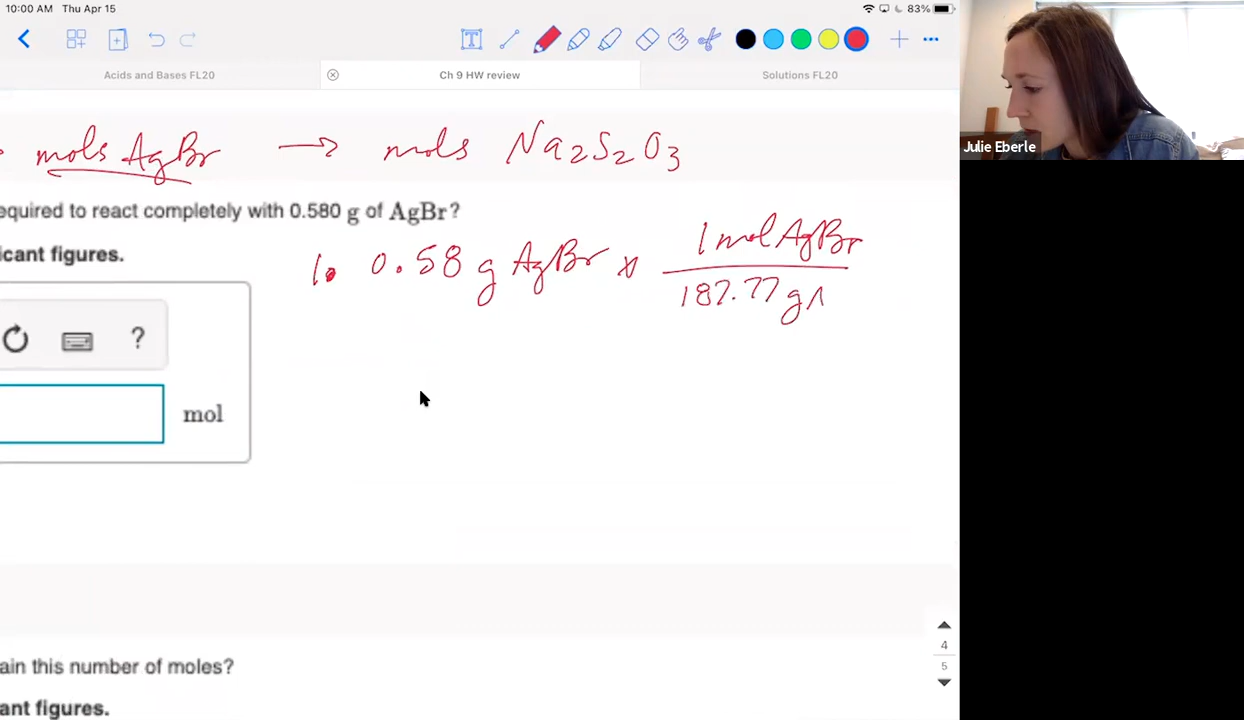 10:00 AM Thu Apr 15
83%
Acids and Bases FL20
Ch 9 HW review
Solutions FL20
mols AgBr → mols Na2S2O3
equired to react completely with 0.580 g of AgBr?
icant figures.
1. 0.58 g AgBr x 1 mol AgBr
187.77 g
?
mol
4
5
ain this number of moles?
ant figures.
Julie Eberle